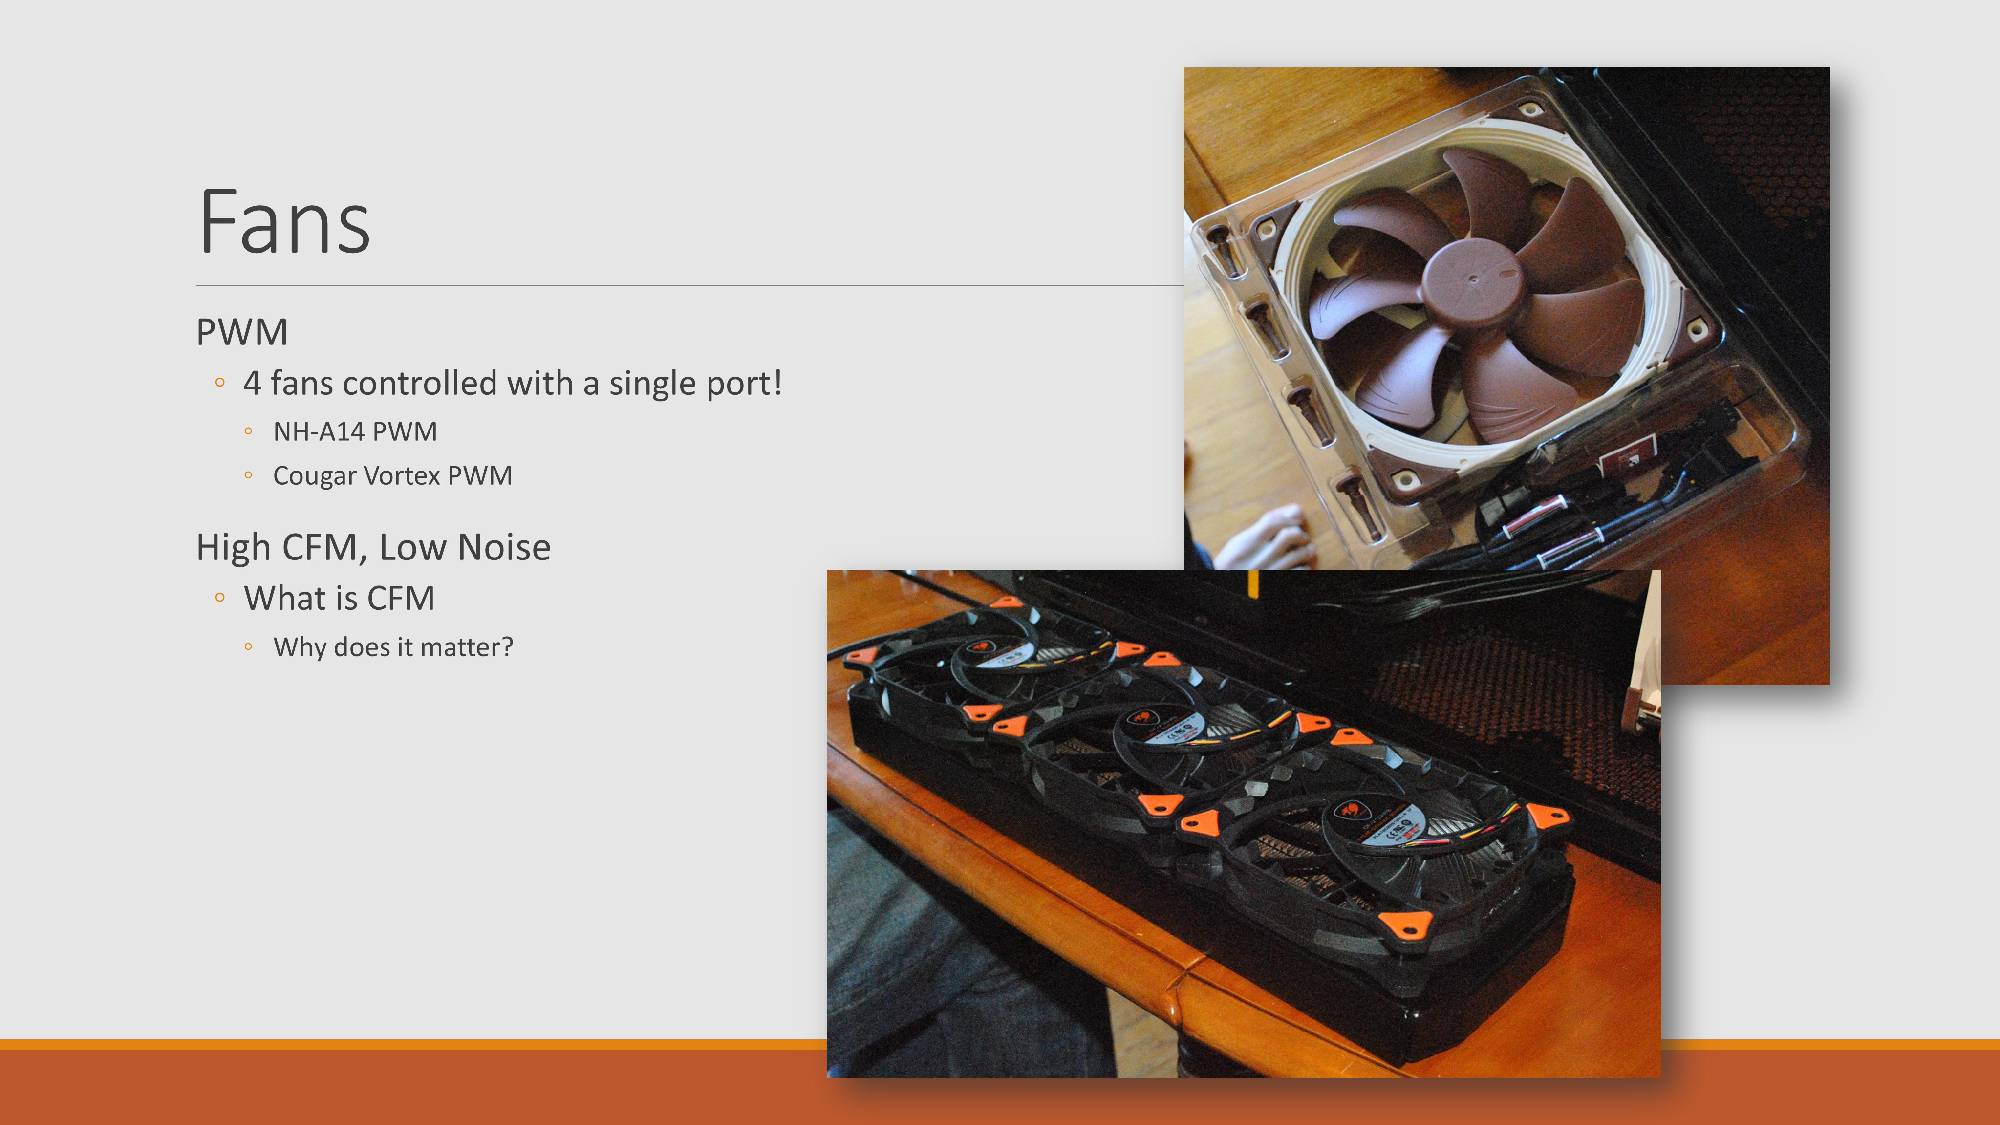 Fans
PWM
4 fans controlled with a single port!
NH-A14 PWM
Cougar Vortex PWM
High CFM, Low Noise
What is CFM
Why does it matter?